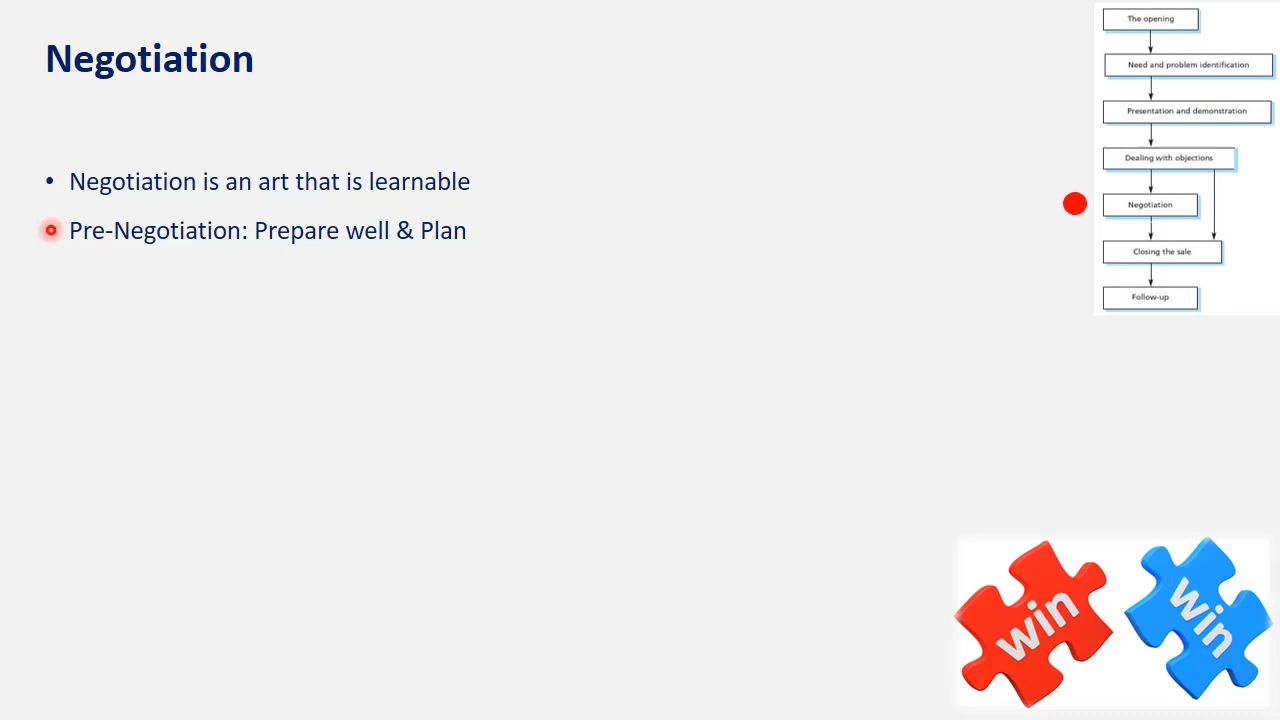 Negotiation
• Negotiation is an art that is learnable
Pre-Negotiation: Prepare well & Plan
The opening
Need and problem identification
Presentation and demonstration
Dealing with objections
Negotiation
Closing the sale
Follow-up
win
win